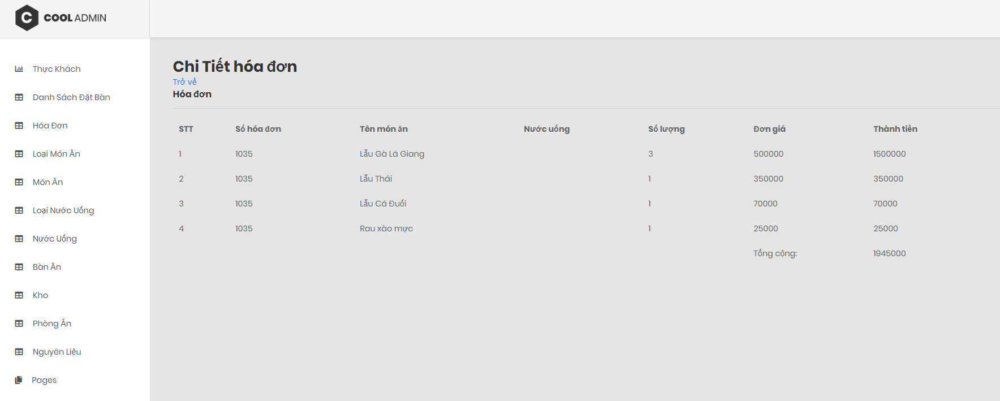 C COOL ADMIN
Thực Khách
Danh Sách Đặt Bàn
Hóa Đơn
Loại Món Ăn
Món Ăn
Loại Nước Uống
Nước Uống
Bàn Ăn
Kho
Phòng Ăn
Nguyên Liệu
Pages
Chi Tiết hóa đơn
Trở về
Hóa đơn
STT Số hóa đơn Tên món ăn Nước uống Số lượng Đơn giá Thành tiền
1 1035 Lẩu Gà Lá Giang 3 500000 1500000
2 1035 Lẩu Thái 1 350000 350000
3 1035 Lẩu Cá Đuối 1 70000 70000
4 1035 Rau xào mực 1 25000 25000
Tổng cộng: 1945000